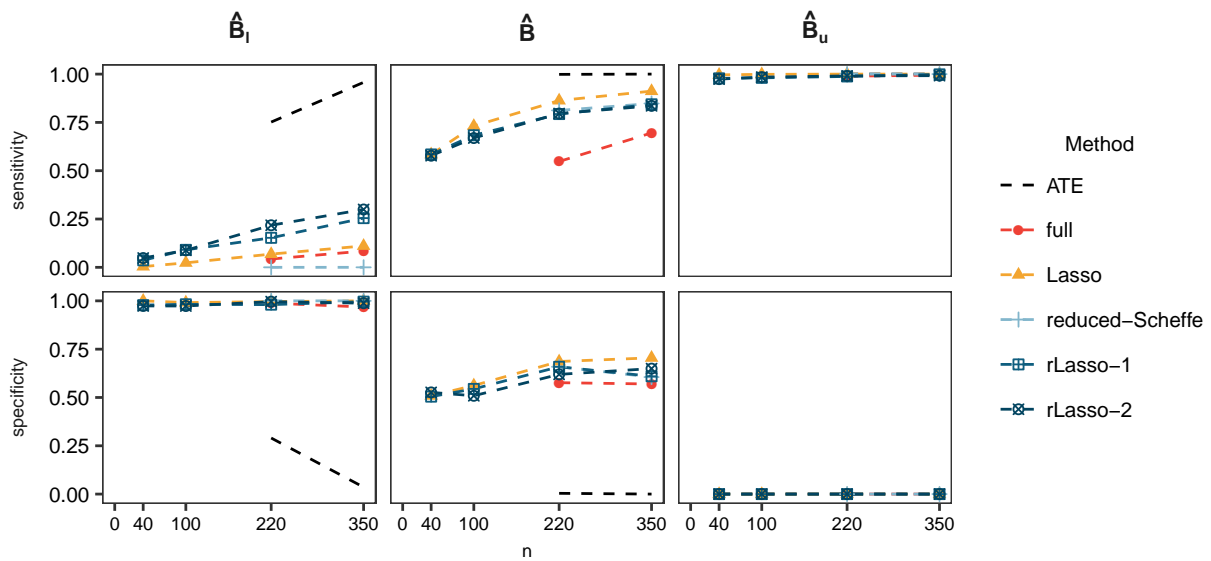 B̂ₗ B̂ B̂ᵤ
sensitivity
1.00
0.75
0.50
0.25
0.00
specificity
1.00
0.75
0.50
0.25
0.00
0 40 100 220 350
0 40 100 220 350
0 40 100 220 350
n
Method
ATE
full
Lasso
reduced−Scheffe
rLasso−1
rLasso−2